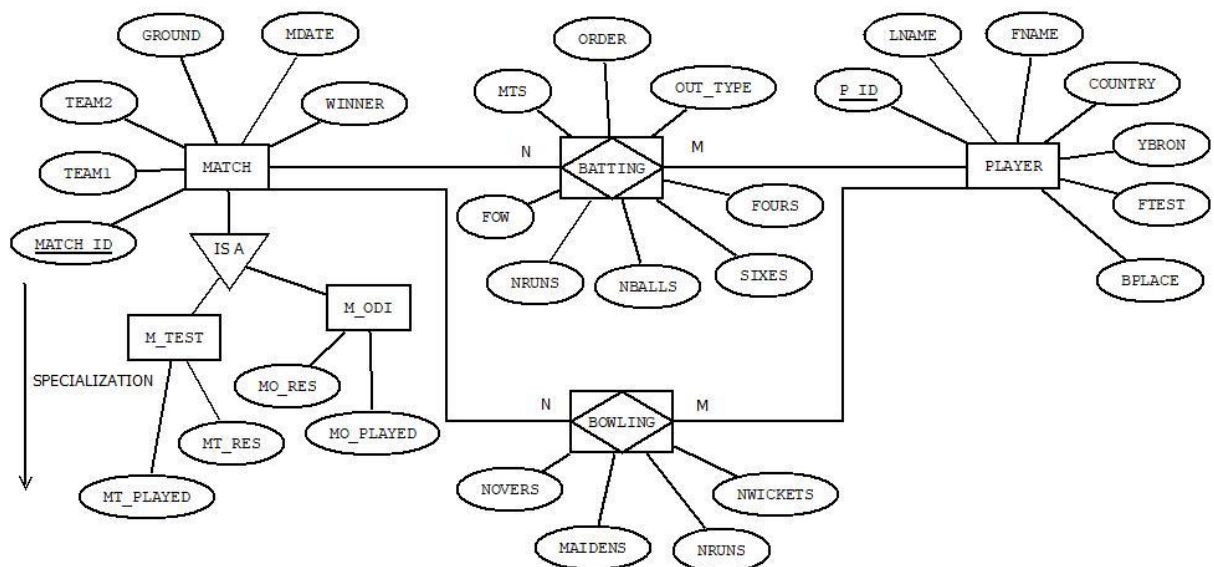 GROUND
MDATE
ORDER
LNAME
FNAME
TEAM2
WINNER
MTS
OUT_TYPE
P_ID
COUNTRY
TEAM1
MATCH
N
BATTING
M
PLAYER
YBRON
MATCH_ID
IS A
FOW
FOURS
FTEST
NRUNS
NBALLS
SIXES
BPLACE
M_ODI
M_TEST
SPECIALIZATION
MO_RES
MO_PLAYED
MT_RES
MT_PLAYED
N
BOWLING
M
NOVERS
NWICKETS
MAIDENS
NRUNS